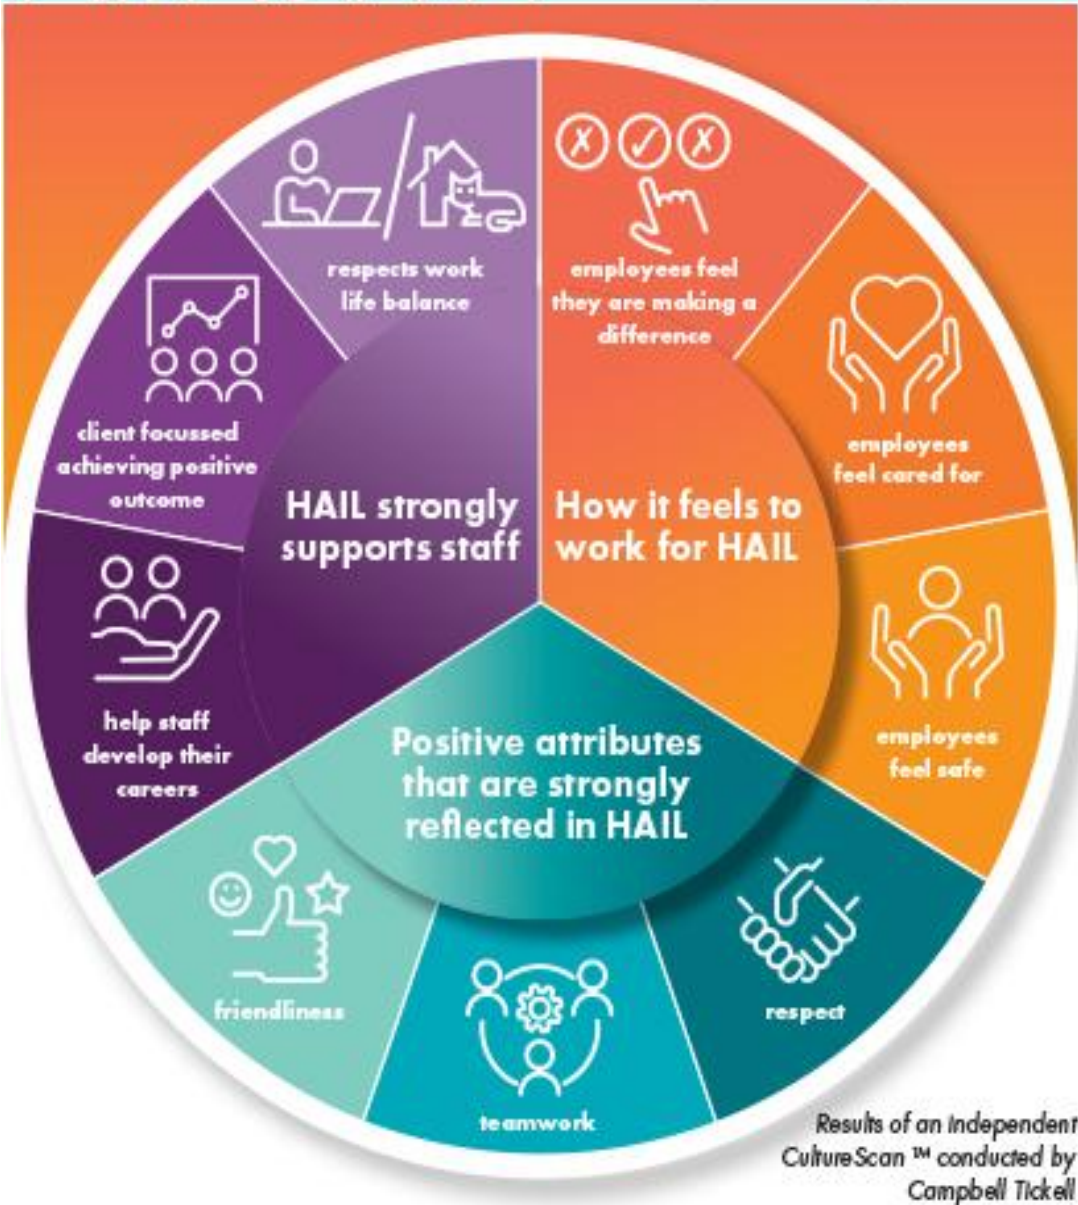 respects work
life balance
employees feel
they are making a
difference
client focussed
achieving positive
outcome
employees
feel cared for
HAIL strongly
supports staff
How it feels to
work for HAIL
help staff
develop their
careers
employees
feel safe
Positive attributes
that are strongly
reflected in HAIL
friendliness
teamwork
respect
Results of an Independent
CultureScan ™ conducted by
Campbell Tickell